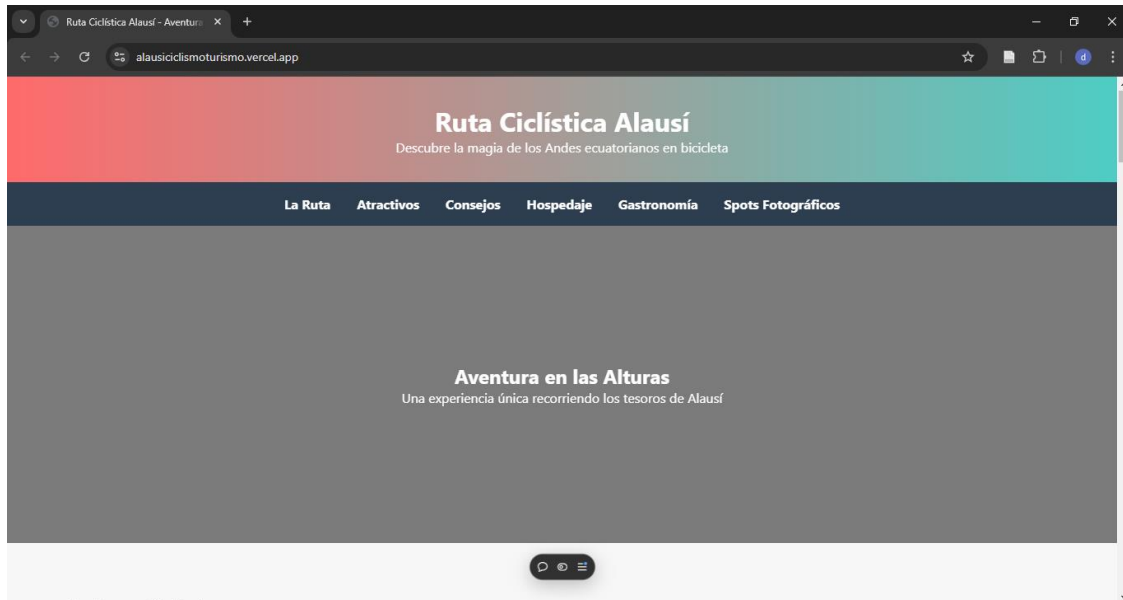 Ruta Ciclística Alausí - Aventura
alausiciclismoturismo.vercel.app
d
Ruta Ciclística Alausí
Descubre la magia de los Andes ecuatorianos en bicicleta
La Ruta Atractivos Consejos Hospedaje Gastronomía Spots Fotográficos
Aventura en las Alturas
Una experiencia única recorriendo los tesoros de Alausí